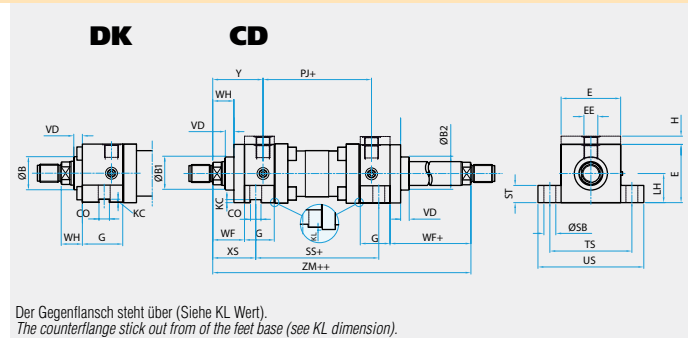 DK CD
Y PJ+
WH
VD
ØB1
ØB2
KC
CO
WF G G VD
WF+
XS SS+
ZM++
KL
VD
ØB
CO KC
WH G
E
EE
H
E
LH
ST
ØSB
TS
US
Der Gegenflansch steht über (Siehe KL Wert).
The counterflange stick out from of the feet base (see KL dimension).